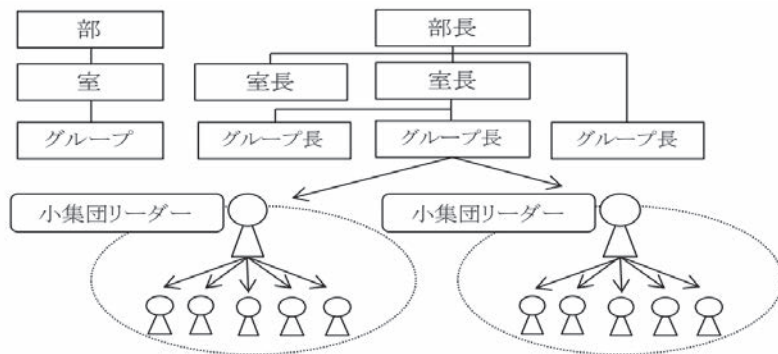 部 部長
室 室長 室長
グループ グループ長 グループ長 グループ長
小集団リーダー 小集団リーダー